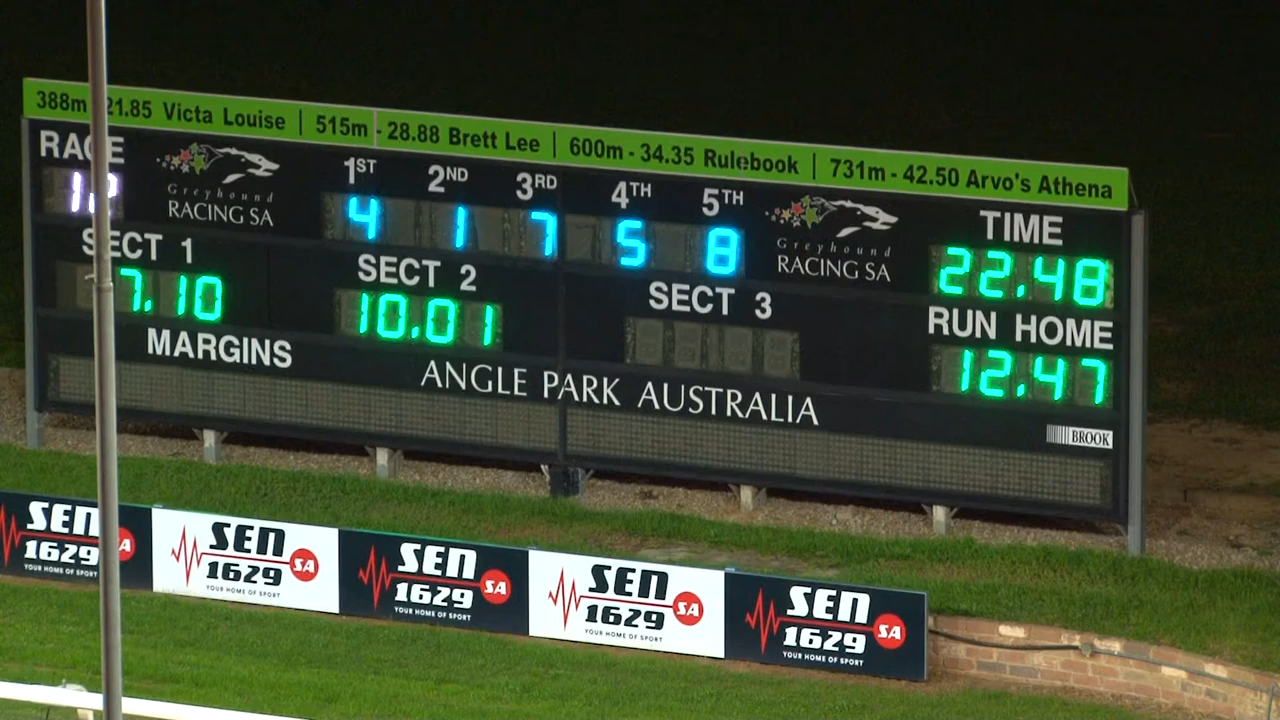 388m 21.85 Victa Louise | 515m - 28.88 Brett Lee | 600m - 34.35 Rulebook | 731m - 42.50 Arvo's Athena
RACE
Greyhound
RACING SA
1ST 2ND 3RD 4TH 5TH
4 1 7 5 8
Greyhound
RACING SA
TIME
22.48
SECT 1
7.10
SECT 2
10.01
SECT 3
RUN HOME
12.47
MARGINS
ANGLE PARK AUSTRALIA
BROOK
SEN
1629
YOUR HOME OF SPORT
SEN
1629 SA
YOUR HOME OF SPORT
SEN
1629 SA
YOUR HOME OF SPORT
SEN
1629 SA
YOUR HOME OF SPORT
SEN
1629 SA
YOUR HOME OF SPORT